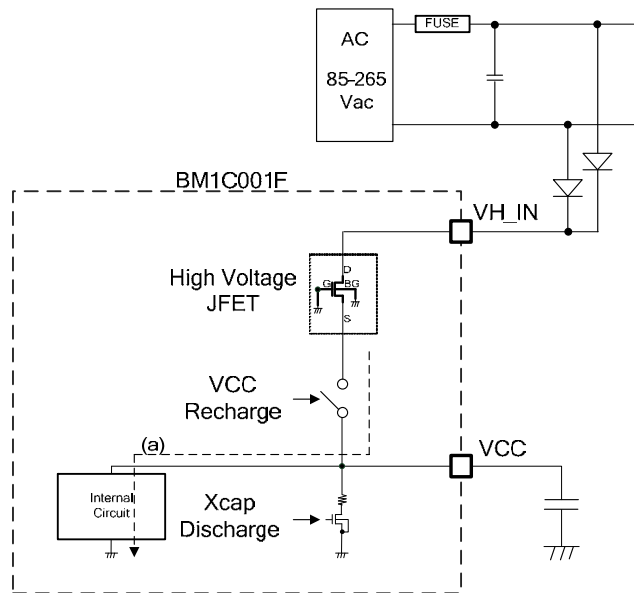 AC
85-265
Vac
FUSE
BM1C001F
VH_IN
High Voltage
JFET
D
G
BG
S
VCC
Recharge
(a)
VCC
Internal
Circuit
Xcap
Discharge